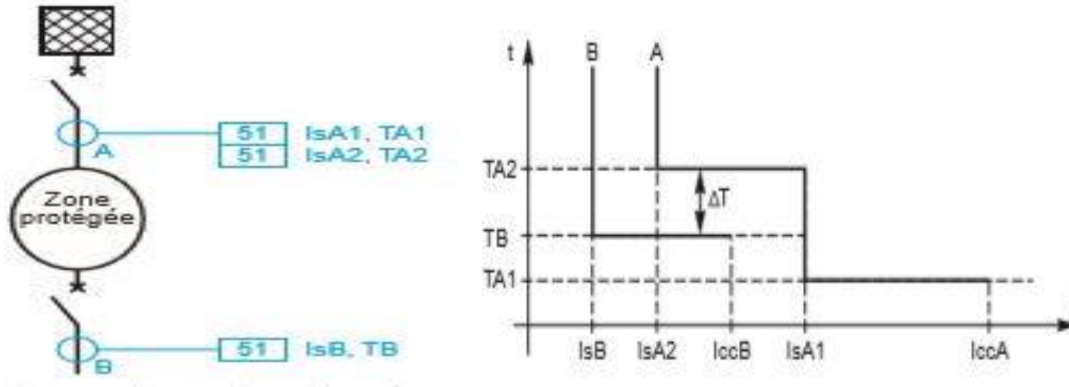 51 IsA1, TA1
A
51 IsA2, TA2
Zone
protégée
51 IsB, TB
B
t
B
A
TA2
ΔT
TB
TA1
IsB
IsA2
IccB
IsA1
IccA